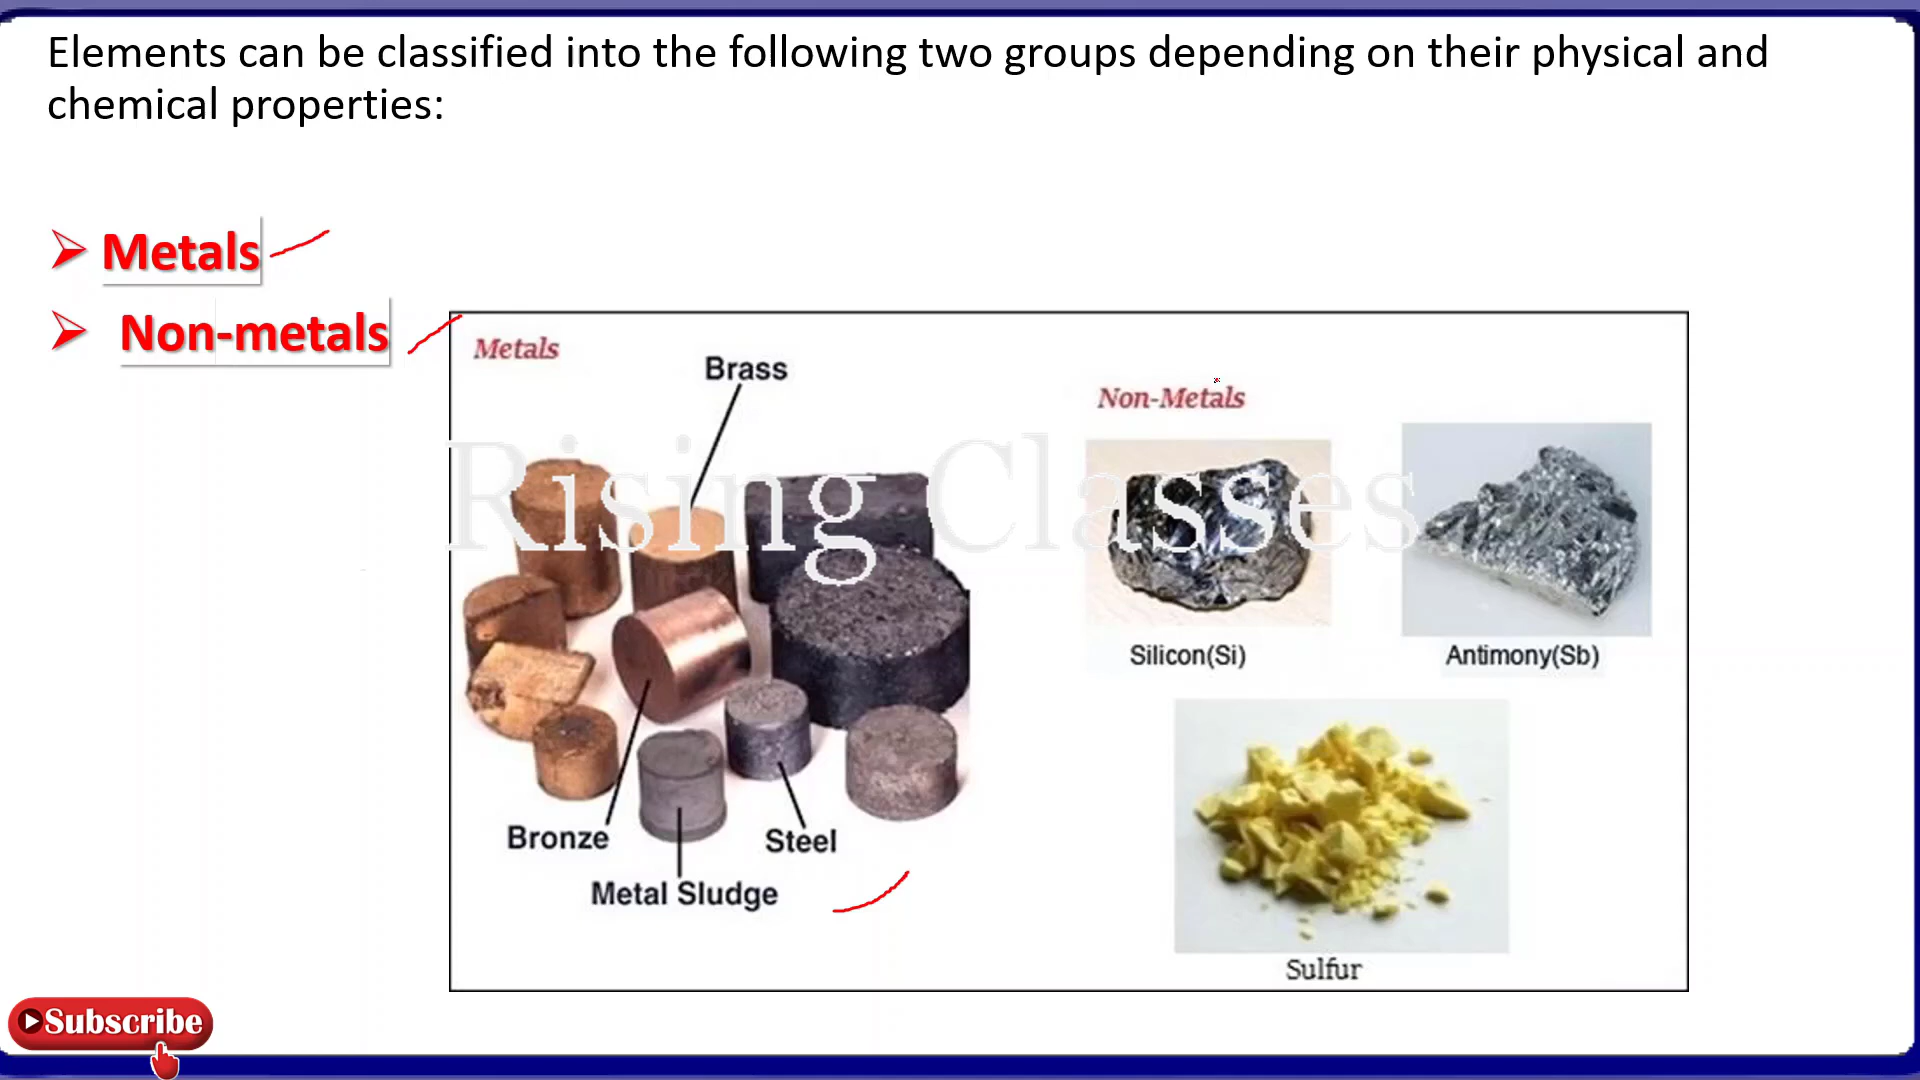 Elements can be classified into the following two groups depending on their physical and
chemical properties:
Metals
Non-metals
Metals
Brass
Non-Metals
Rising Classes
Silicon(Si)
Antimony(Sb)
Bronze
Steel
Metal Sludge
Sulfur
Subscribe